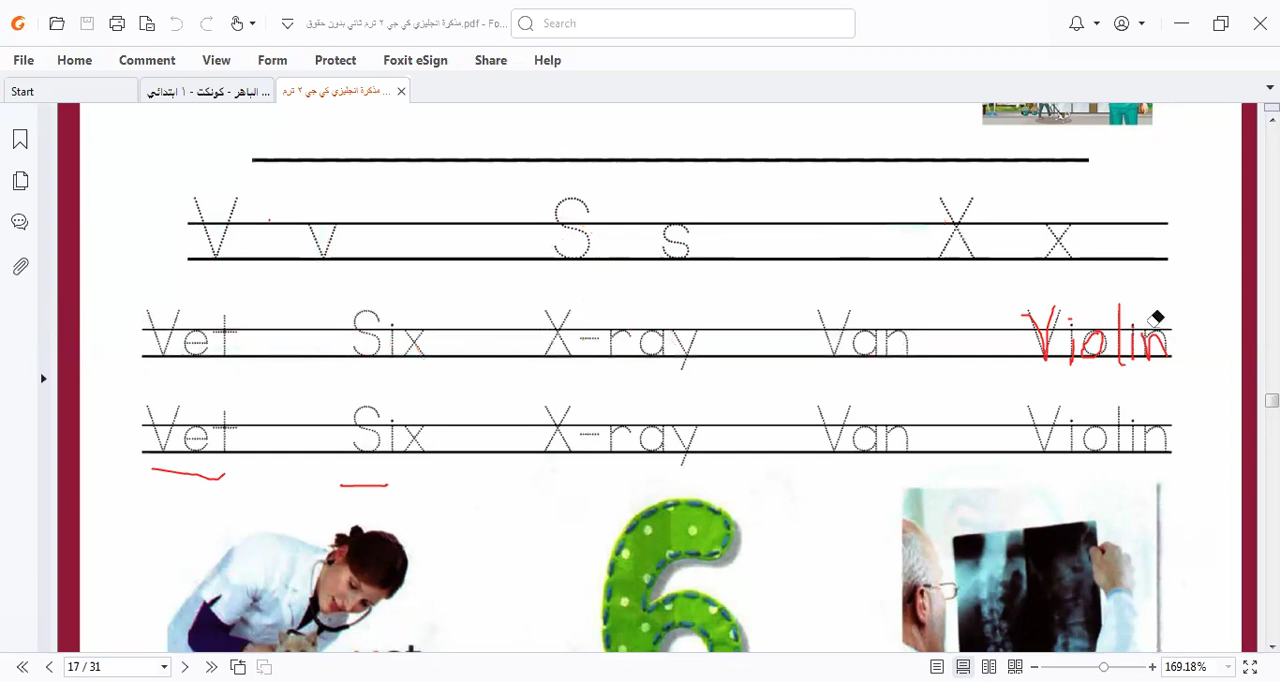 مذكرة انجليزي كي جي ٢ ترم ثاني بدون حقوق.pdf - Fo...
Search
File Home Comment View Form Protect Foxit eSign Share Help
Start
... الباهر - كونكت - ١ ابتدائي
... مذكرة انجليزي كي جي ٢ ترم
V v S s X x
Vet Six X-ray Van Violin
Vet Six X-ray Van Violin
6
17 / 31
169.18%